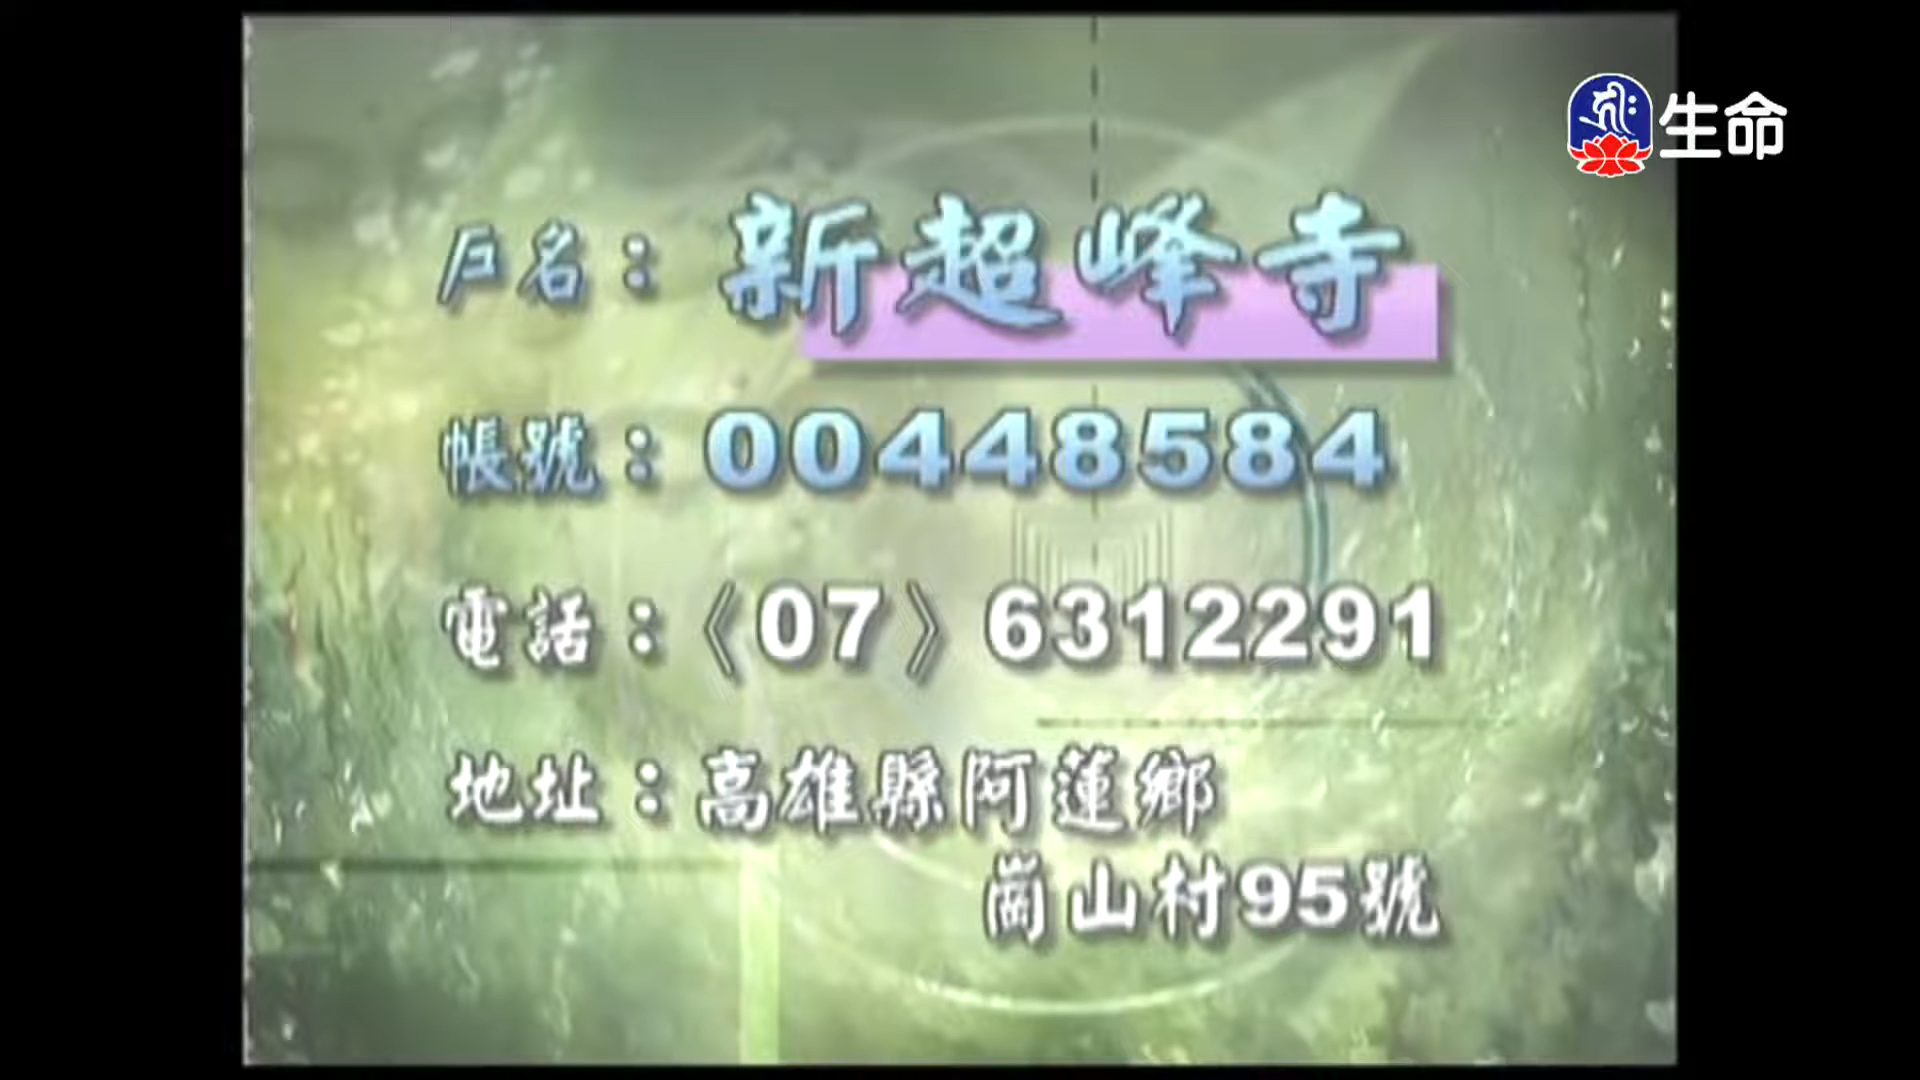 生命
戶名：新超峰寺
帳號：00448584
電話：《07》6312291
地址：高雄縣阿蓮鄉
崗山村95號